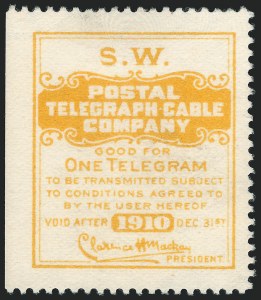 S.W.
POSTAL
TELEGRAPH CABLE
COMPANY
GOOD FOR
ONE TELEGRAM
TO BE TRANSMITTED SUBJECT
TO CONDITIONS AGREED TO
BY THE USER HEREOF
VOID AFTER 1910 DEC. 31ST
Clarence H Mackay
PRESIDENT